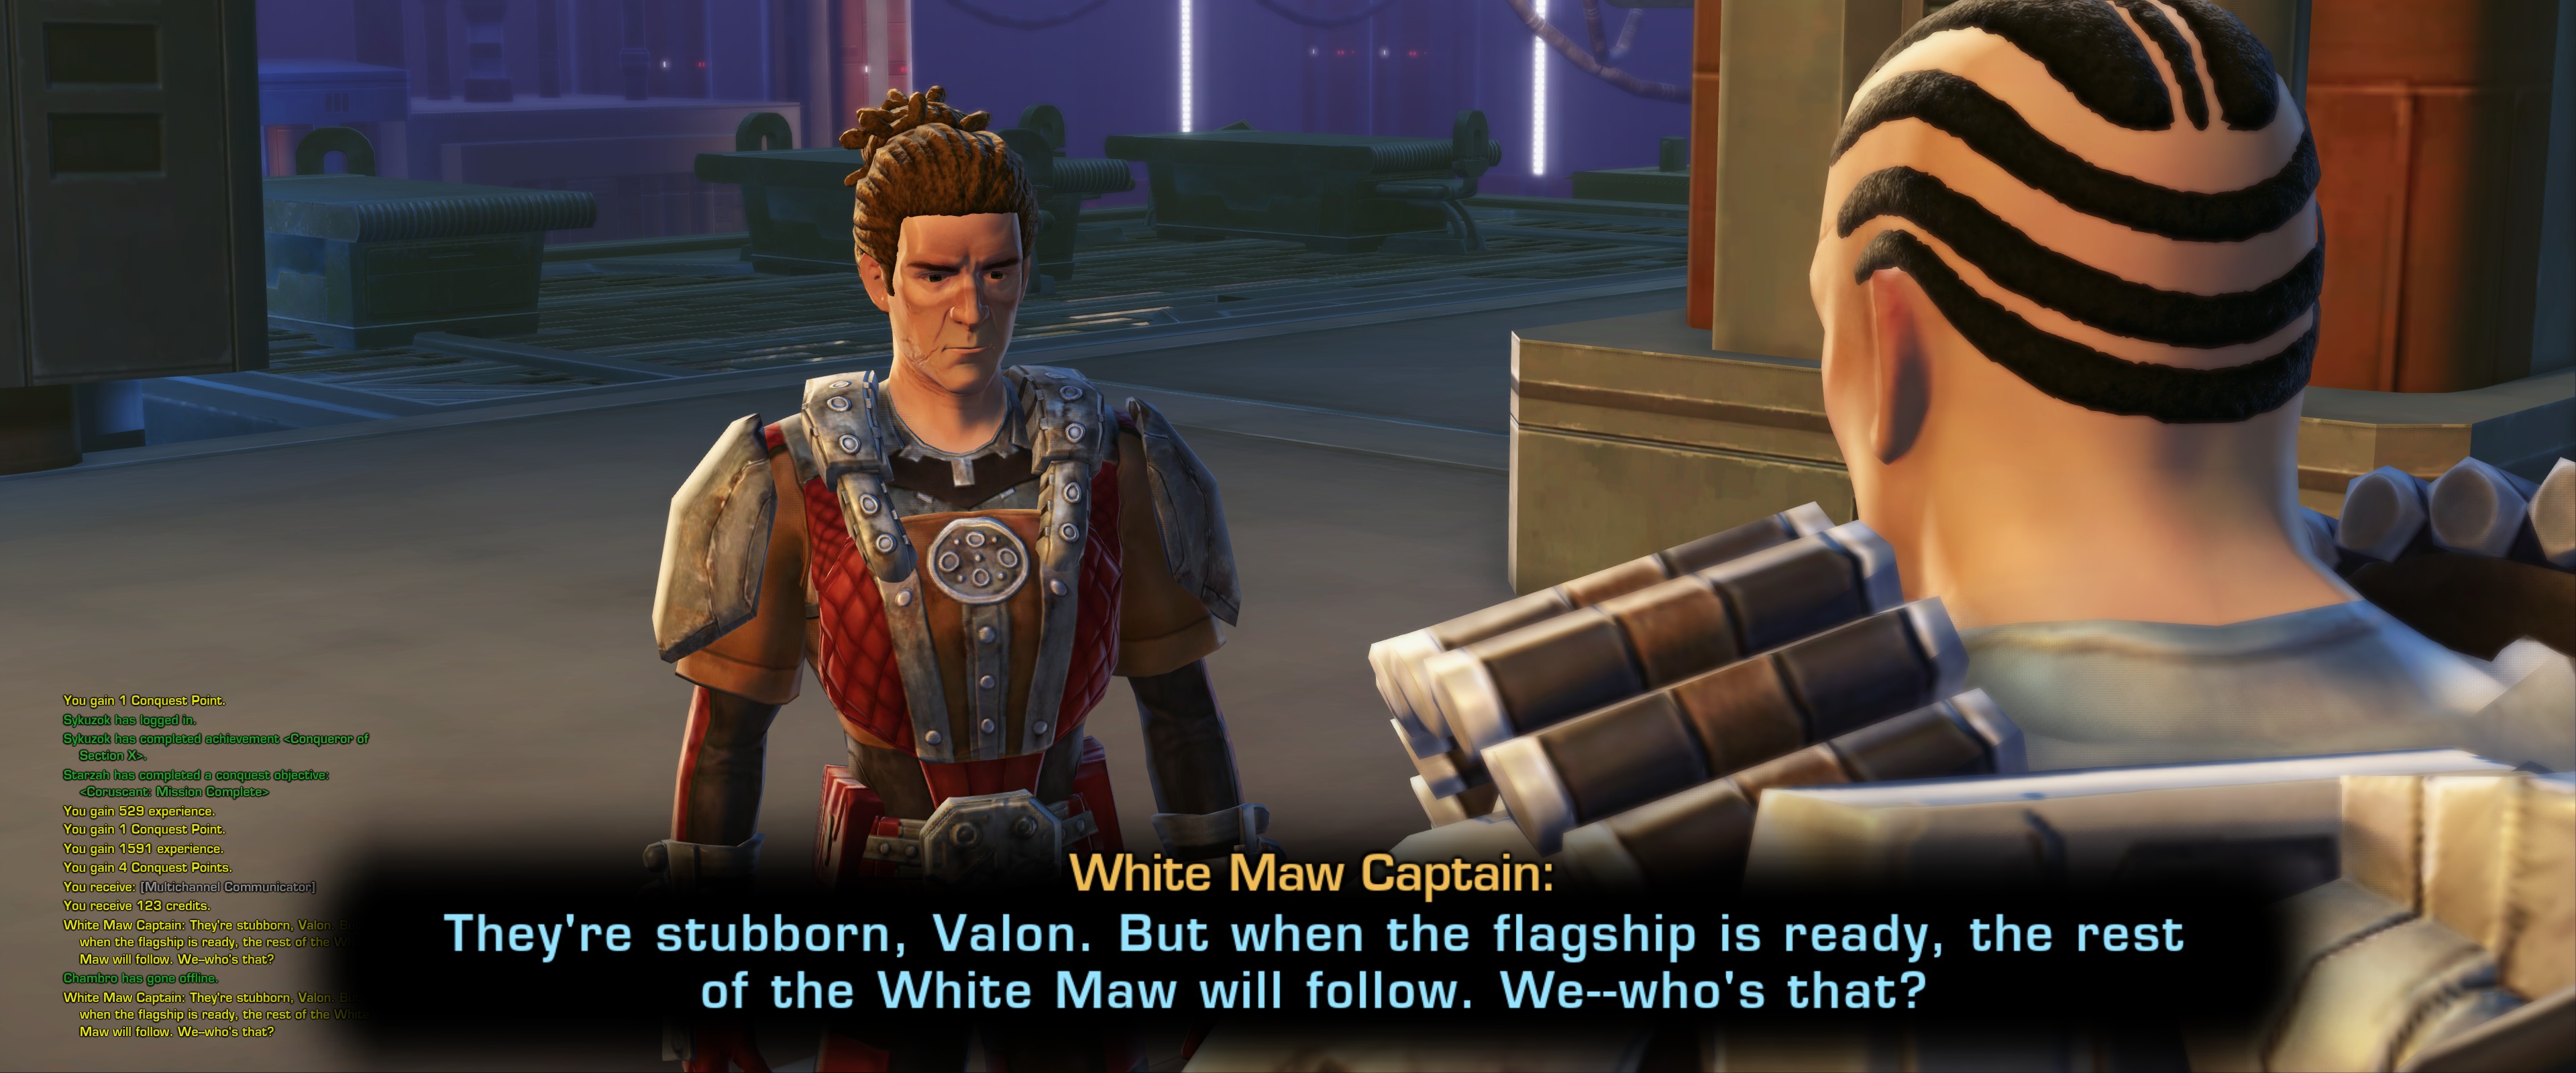 You gain 1 Conquest Point.
Sykuzok has logged in.
Sykuzok has completed achievement <Conqueror of
Section X>.
Starzah has completed a conquest objective:
<Coruscant: Mission Complete>
You gain 529 experience.
You gain 1 Conquest Point.
You gain 1591 experience.
You gain 4 Conquest Points.
You receive: [Multichannel Communicator]
You receive 123 credits.
White Maw Captain: They're stubborn, Valon. But
when the flagship is ready, the rest of the White
Maw will follow. We--who's that?
Chambro has gone offline.
White Maw Captain: They're stubborn, Valon. But
when the flagship is ready, the rest of the White
Maw will follow. We--who's that?
White Maw Captain:
They're stubborn, Valon. But when the flagship is ready, the rest
of the White Maw will follow. We--who's that?